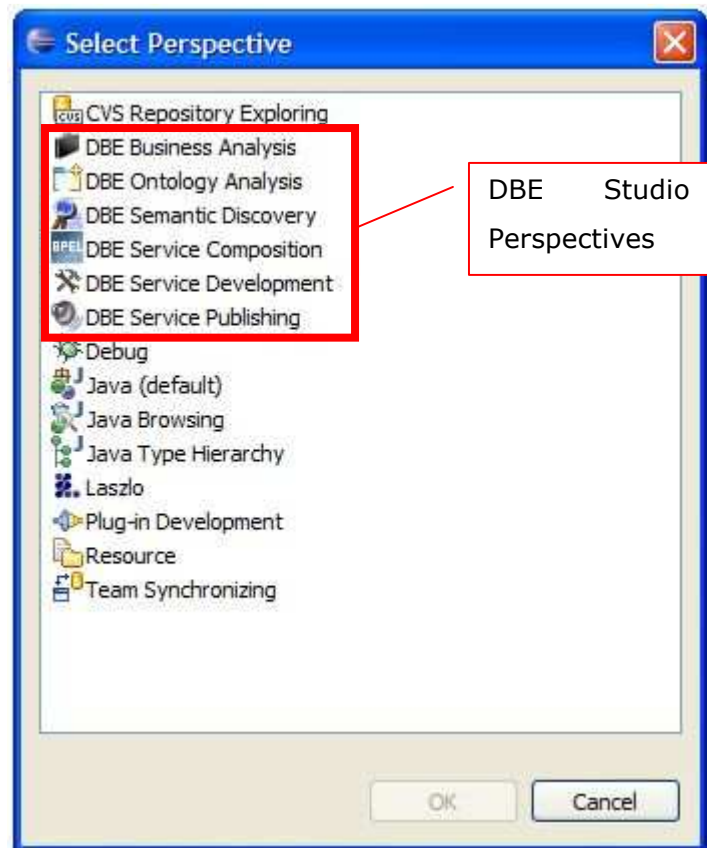 Select Perspective
CVS CVS Repository Exploring
DBE Business Analysis
DBE Ontology Analysis
DBE Semantic Discovery
BPEL DBE Service Composition
DBE Service Development
DBE Service Publishing
Debug
Java (default)
Java Browsing
Java Type Hierarchy
Laszlo
Plug-in Development
Resource
Team Synchronizing
DBE Studio
Perspectives
OK Cancel